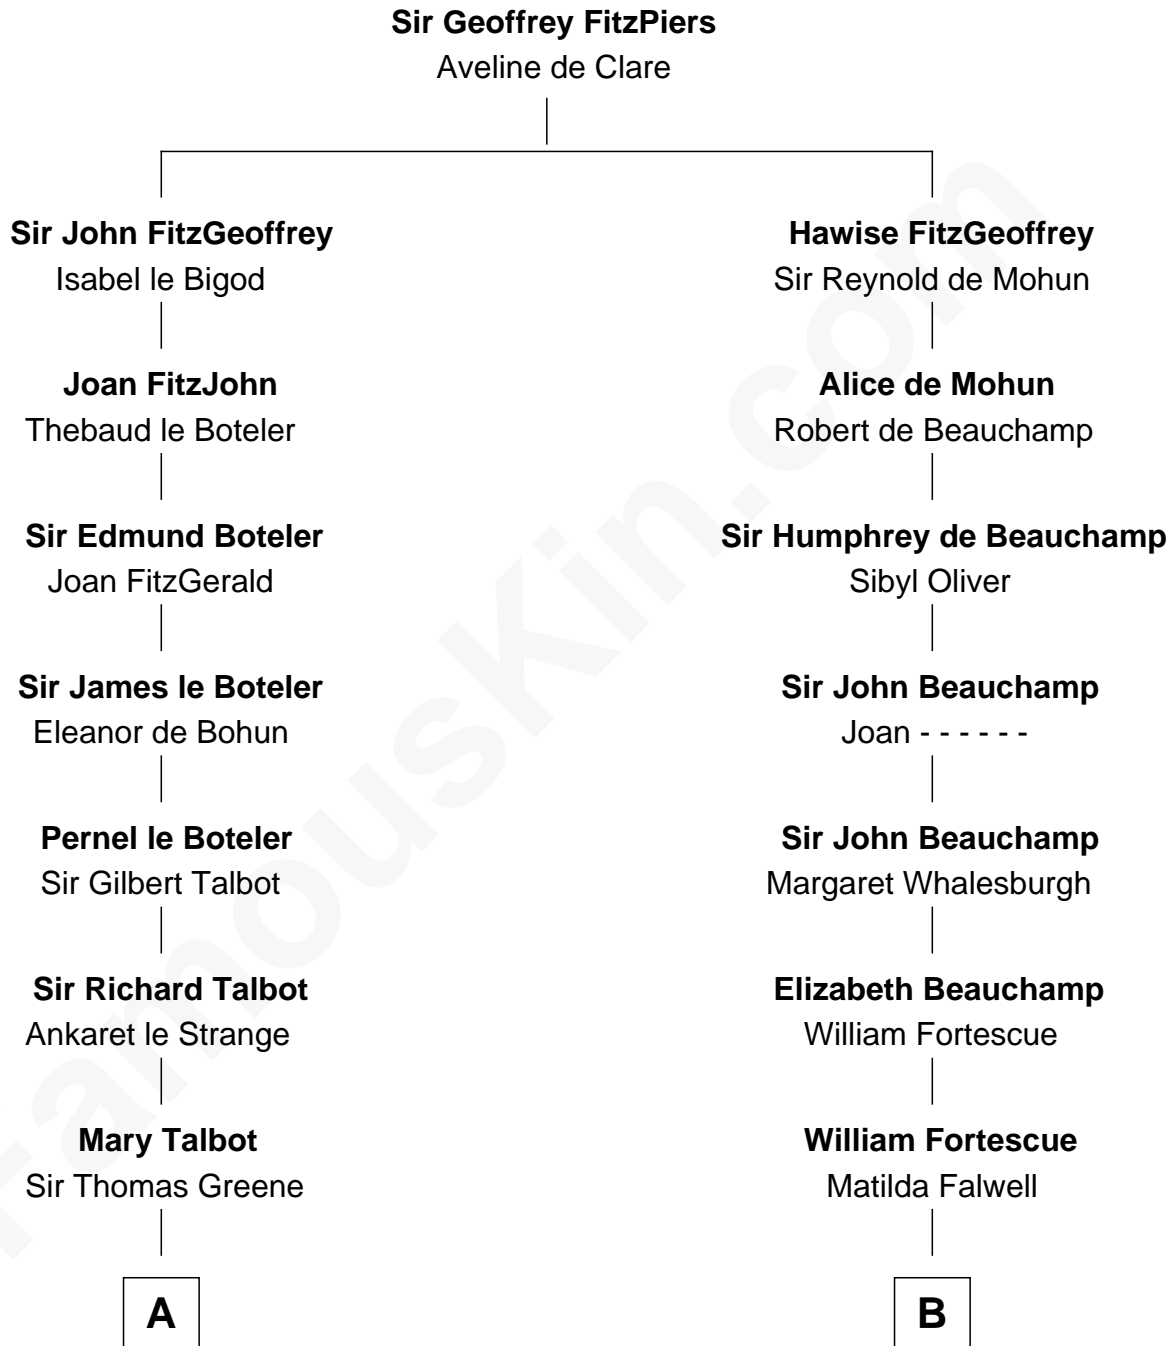 Sir Geoffrey FitzPiers
Aveline de Clare
Sir John FitzGeoffrey
Isabel le Bigod
Hawise FitzGeoffrey
Sir Reynold de Mohun
Joan FitzJohn
Thebaud le Boteler
Alice de Mohun
Robert de Beauchamp
Sir Edmund Boteler
Joan FitzGerald
Sir Humphrey de Beauchamp
Sibyl Oliver
Sir James le Boteler
Eleanor de Bohun
Sir John Beauchamp
Joan - - - - - -
Pernel le Boteler
Sir Gilbert Talbot
Sir John Beauchamp
Margaret Whalesburgh
Sir Richard Talbot
Ankaret le Strange
Elizabeth Beauchamp
William Fortescue
Mary Talbot
Sir Thomas Greene
William Fortescue
Matilda Falwell
A
B
FamousKin.com